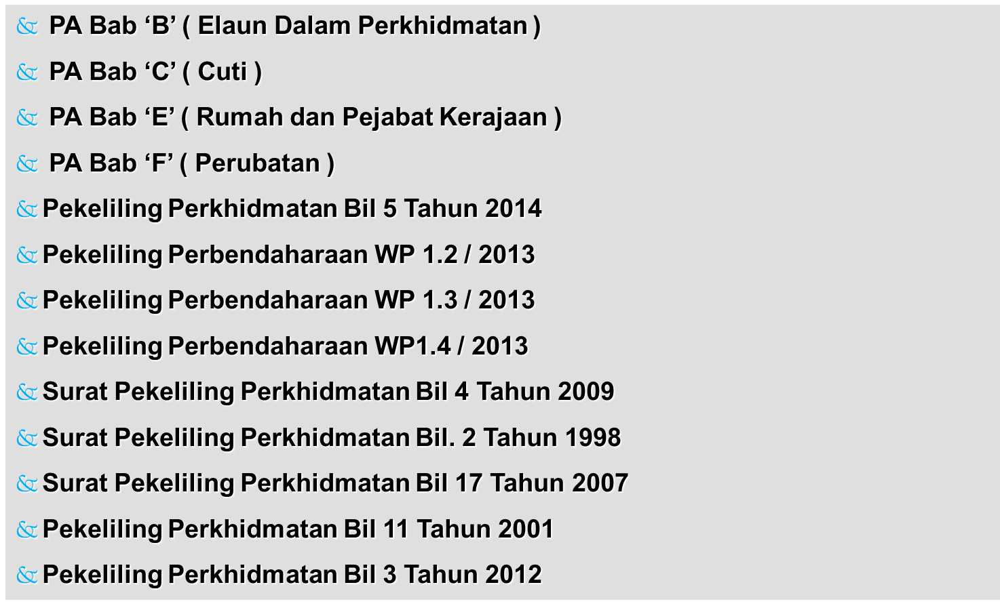 & PA Bab ‘B’ ( Elaun Dalam Perkhidmatan )
& PA Bab ‘C’ ( Cuti )
& PA Bab ‘E’ ( Rumah dan Pejabat Kerajaan )
& PA Bab ‘F’ ( Perubatan )
& Pekeliling Perkhidmatan Bil 5 Tahun 2014
& Pekeliling Perbendaharaan WP 1.2 / 2013
& Pekeliling Perbendaharaan WP 1.3 / 2013
& Pekeliling Perbendaharaan WP1.4 / 2013
& Surat Pekeliling Perkhidmatan Bil 4 Tahun 2009
& Surat Pekeliling Perkhidmatan Bil. 2 Tahun 1998
& Surat Pekeliling Perkhidmatan Bil 17 Tahun 2007
& Pekeliling Perkhidmatan Bil 11 Tahun 2001
& Pekeliling Perkhidmatan Bil 3 Tahun 2012